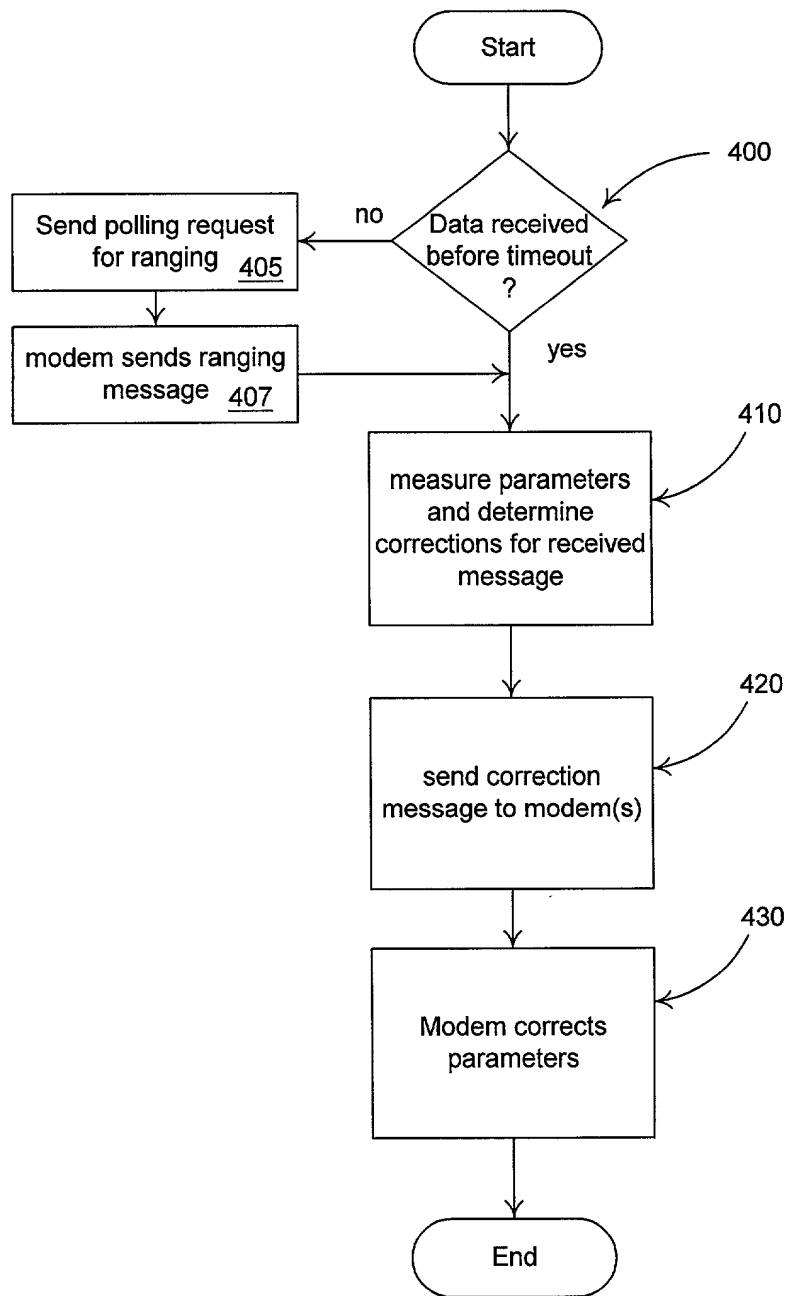 Start
400
Data received
before timeout
?
no
yes
Send polling request
for ranging
405
modem sends ranging
message
407
410
measure parameters
and determine
corrections for received
message
420
send correction
message to modem(s)
430
Modem corrects
parameters
End